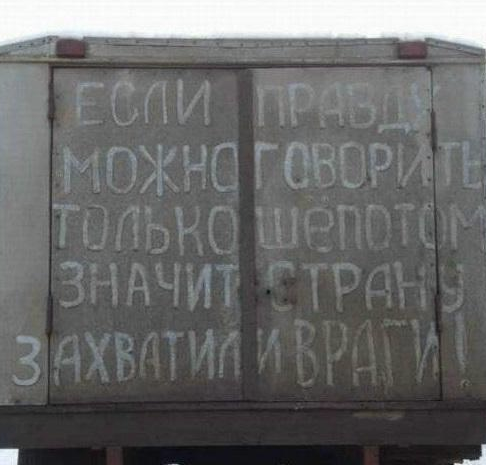 ЕСЛИ ПРАВДУ
МОЖНО ГОВОРИТЬ
ТОЛЬКО ШЕПОТОМ
ЗНАЧИТ СТРАНУ
ЗАХВАТИЛИ ВРАГИ!